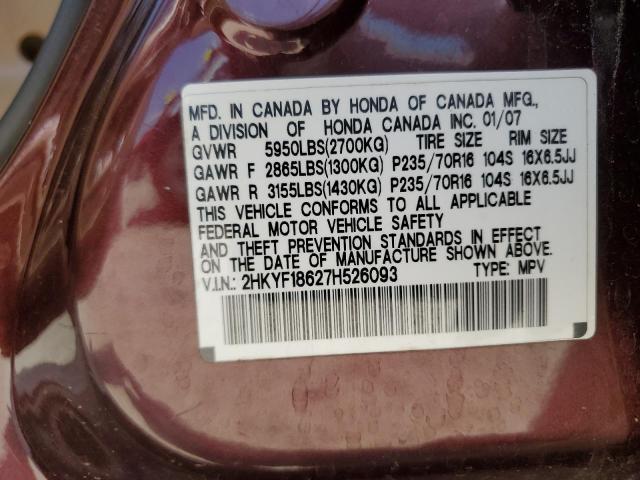 MFD. IN CANADA BY HONDA OF CANADA MFG.,
A DIVISION OF HONDA CANADA INC. 01/07
GVWR 5950LBS(2700KG) TIRE SIZE RIM SIZE
GAWR F 2865LBS(1300KG) P235/70R16 104S 16X6.5JJ
GAWR R 3155LBS(1430KG) P235/70R16 104S 16X6.5JJ
THIS VEHICLE CONFORMS TO ALL APPLICABLE
FEDERAL MOTOR VEHICLE SAFETY
AND THEFT PREVENTION STANDARDS IN EFFECT
ON THE DATE OF MANUFACTURE SHOWN ABOVE.
V.I.N.: 2HKYF18627H526093 TYPE: MPV